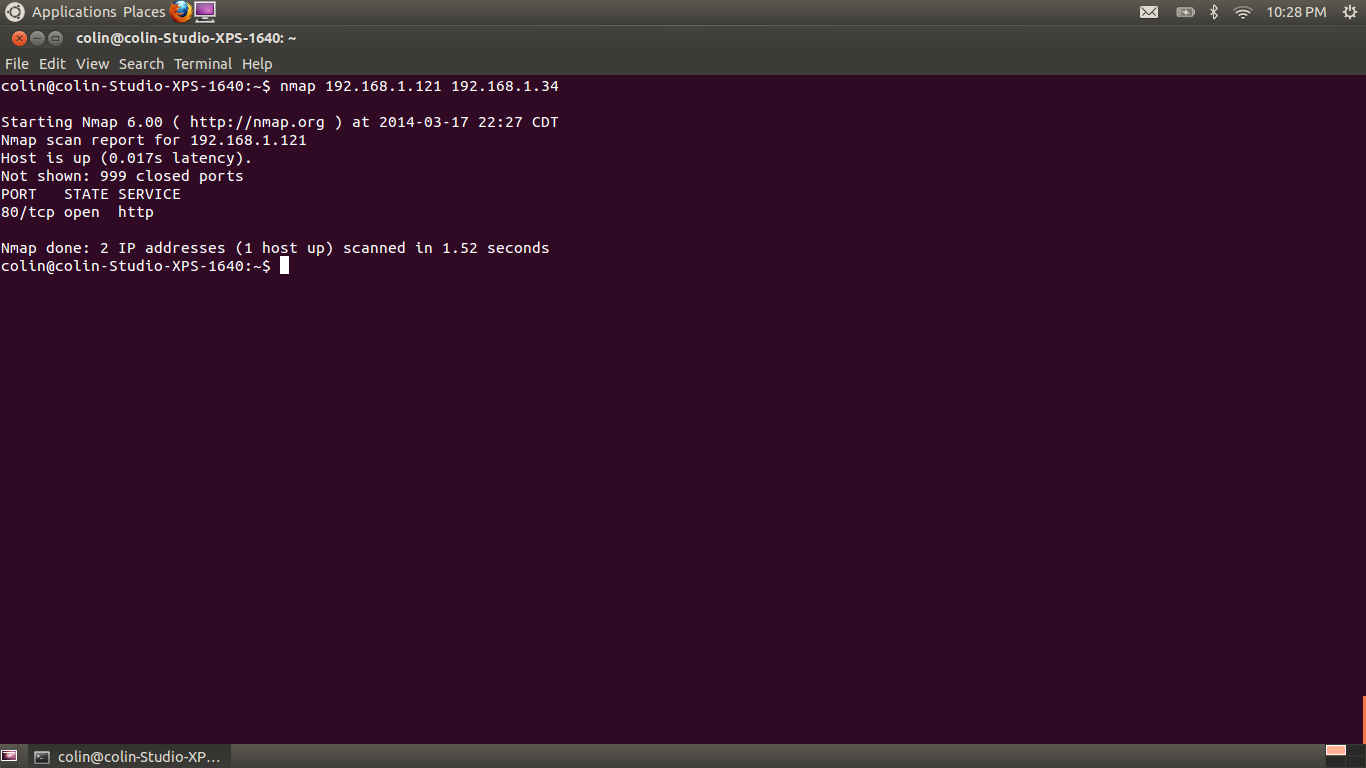 Applications Places
10:28 PM
colin@colin-Studio-XPS-1640: ~
File Edit View Search Terminal Help
colin@colin-Studio-XPS-1640:~$ nmap 192.168.1.121 192.168.1.34
Starting Nmap 6.00 ( http://nmap.org ) at 2014-03-17 22:27 CDT
Nmap scan report for 192.168.1.121
Host is up (0.017s latency).
Not shown: 999 closed ports
PORT   STATE SERVICE
80/tcp open  http
Nmap done: 2 IP addresses (1 host up) scanned in 1.52 seconds
colin@colin-Studio-XPS-1640:~$
colin@colin-Studio-XP...